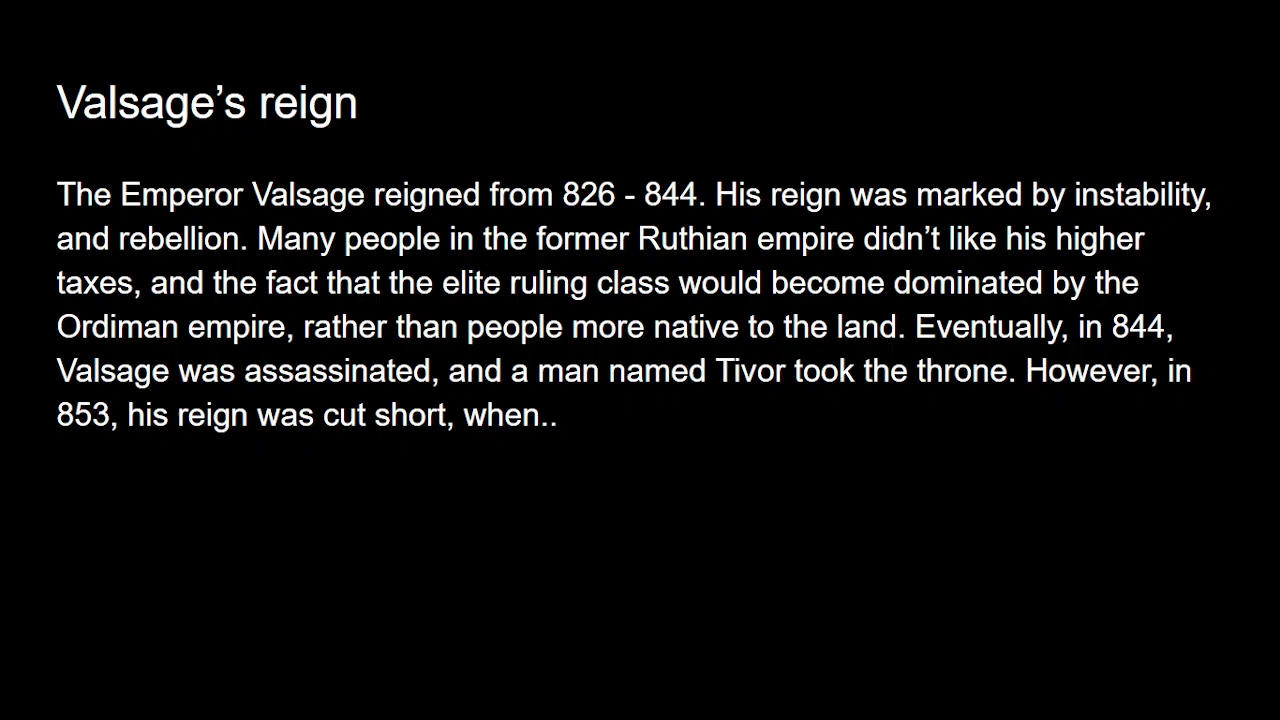 Valsage’s reign
The Emperor Valsage reigned from 826 - 844. His reign was marked by instability,
and rebellion. Many people in the former Ruthian empire didn’t like his higher
taxes, and the fact that the elite ruling class would become dominated by the
Ordiman empire, rather than people more native to the land. Eventually, in 844,
Valsage was assassinated, and a man named Tivor took the throne. However, in
853, his reign was cut short, when..